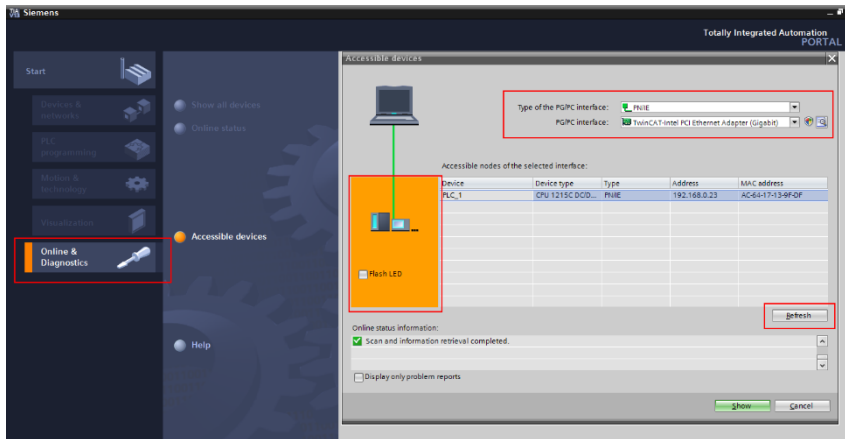 Siemens
Totally Integrated Automation
PORTAL
Start
Devices &
networks
PLC
programming
Motion &
technology
Visualization
Online &
Diagnostics
Show all devices
Online status
Accessible devices
Help
Accessible devices
Type of the PG/PC interface: PN/IE
PG/PC interface: TwinCAT-Intel PCI Ethernet Adapter (Gigabit)
Accessible nodes of the selected interface:
Device Device type Type Address MAC address
PLC_1 CPU 1215C DC/D... PN/IE 192.168.0.23 AC-64-17-13-9F-DF
Flash LED
Refresh
Online status information:
Scan and information retrieval completed.
Display only problem reports
Show Cancel